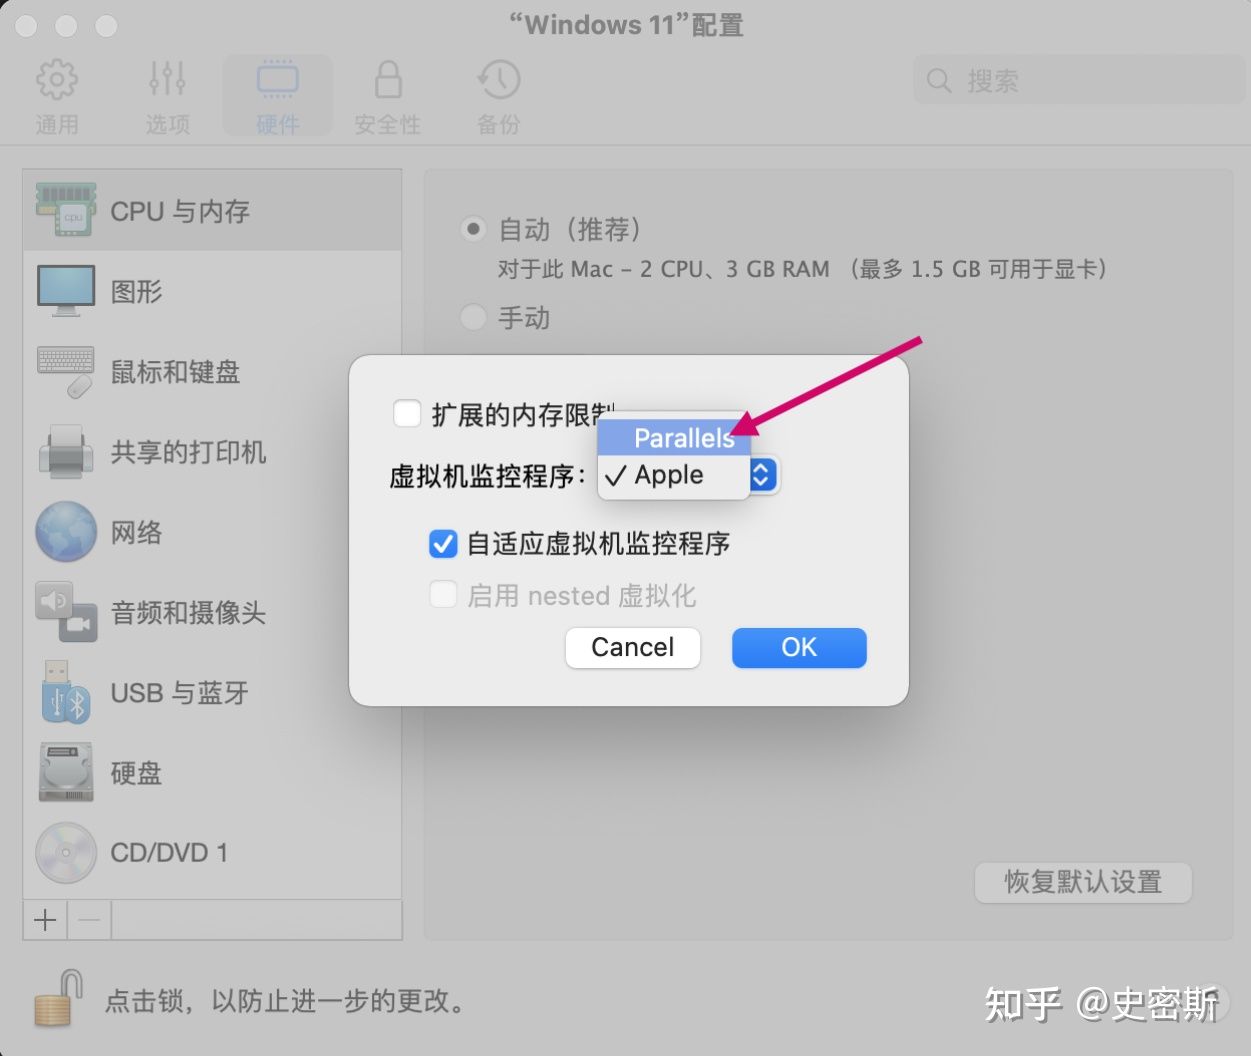 “Windows 11”配置
通用
选项
硬件
安全性
备份
搜索
CPU 与内存
图形
鼠标和键盘
共享的打印机
网络
音频和摄像头
USB 与蓝牙
硬盘
CD/DVD 1
自动（推荐）
对于此 Mac – 2 CPU、3 GB RAM （最多 1.5 GB 可用于显卡）
手动
扩展的内存限制
Parallels
虚拟机监控程序：
Apple
自适应虚拟机监控程序
启用 nested 虚拟化
Cancel
OK
恢复默认设置
点击锁，以防止进一步的更改。
知乎 @史密斯
cpu